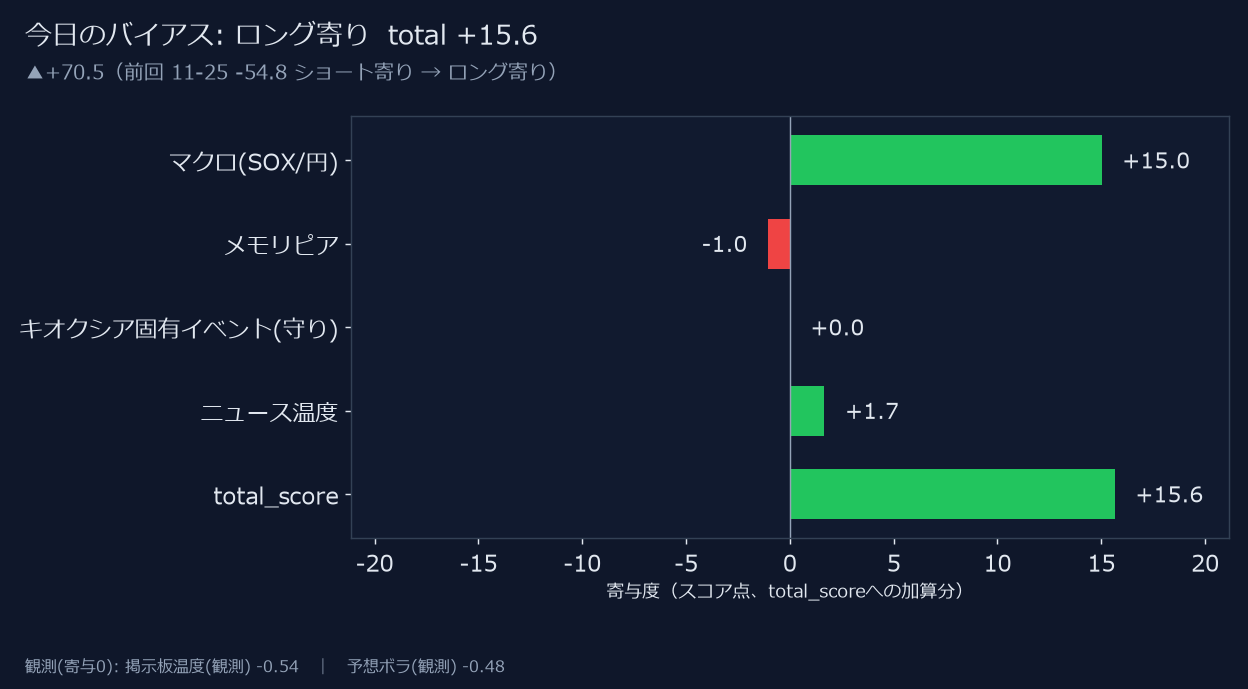 今日のバイアス: ロング寄り  total +15.6
▲+70.5（前回 11-25 -54.8 ショート寄り → ロング寄り）
マクロ(SOX/円)
+15.0
メモリピア
-1.0
キオクシア固有イベント(守り)
+0.0
ニュース温度
+1.7
total_score
+15.6
-20 -15 -10 -5 0 5 10 15 20
寄与度（スコア点、total_scoreへの加算分）
観測(寄与0): 掲示板温度(観測) -0.54 ｜ 予想ボラ(観測) -0.48